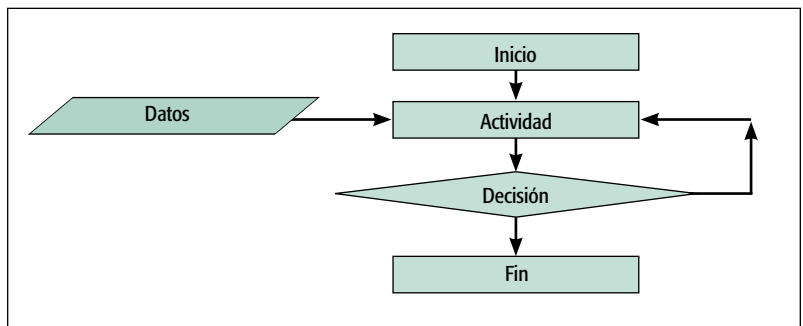 Inicio
Datos
Actividad
Decisión
Fin